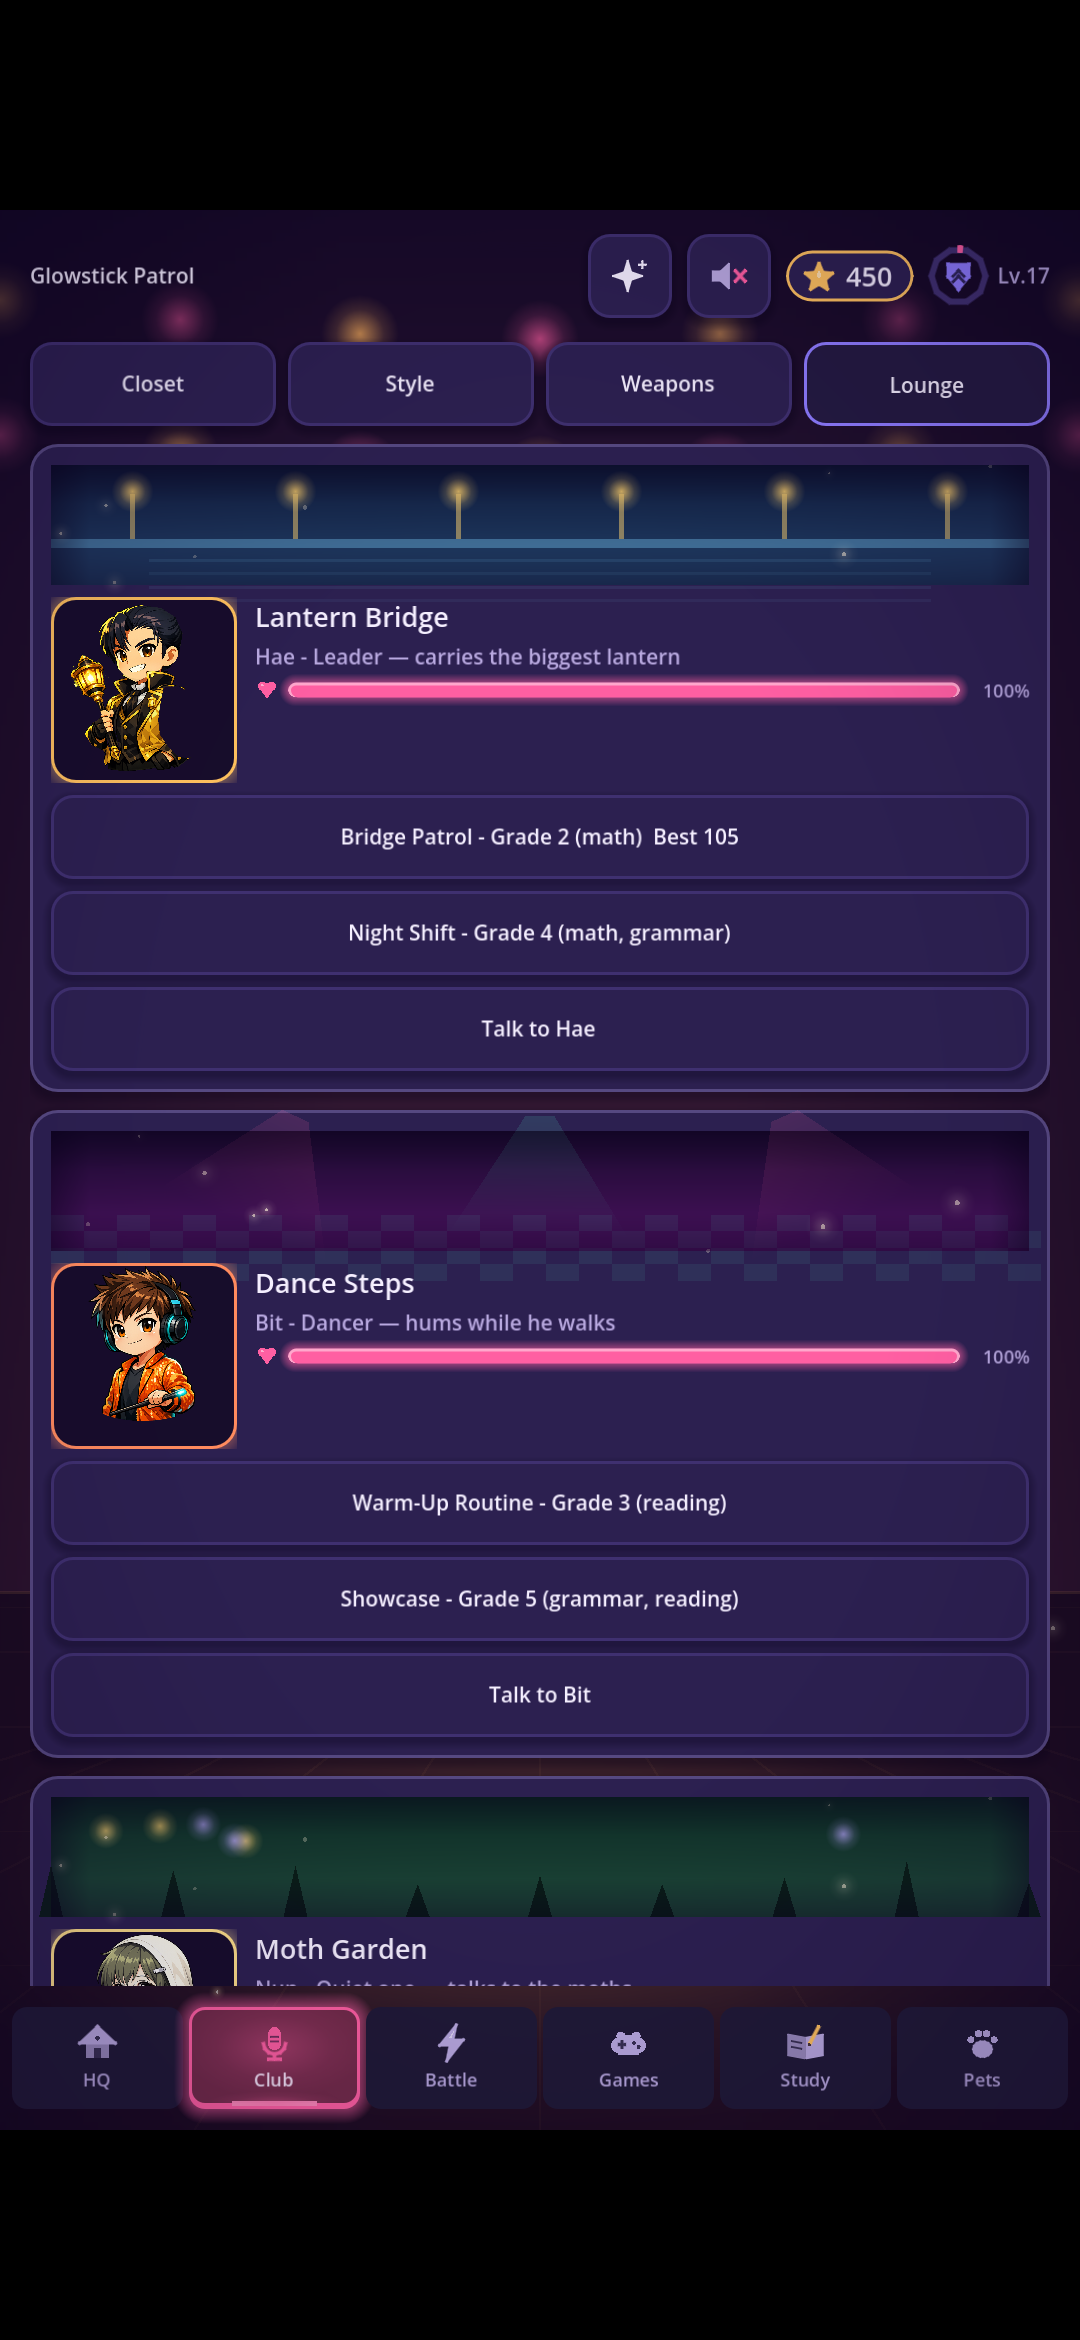 Glowstick Patrol
450
Lv.17
Closet
Style
Weapons
Lounge
Lantern Bridge
Hae - Leader — carries the biggest lantern
100%
Bridge Patrol - Grade 2 (math)  Best 105
Night Shift - Grade 4 (math, grammar)
Talk to Hae
Dance Steps
Bit - Dancer — hums while he walks
100%
Warm-Up Routine - Grade 3 (reading)
Showcase - Grade 5 (grammar, reading)
Talk to Bit
Moth Garden
HQ
Club
Battle
Games
Study
Pets